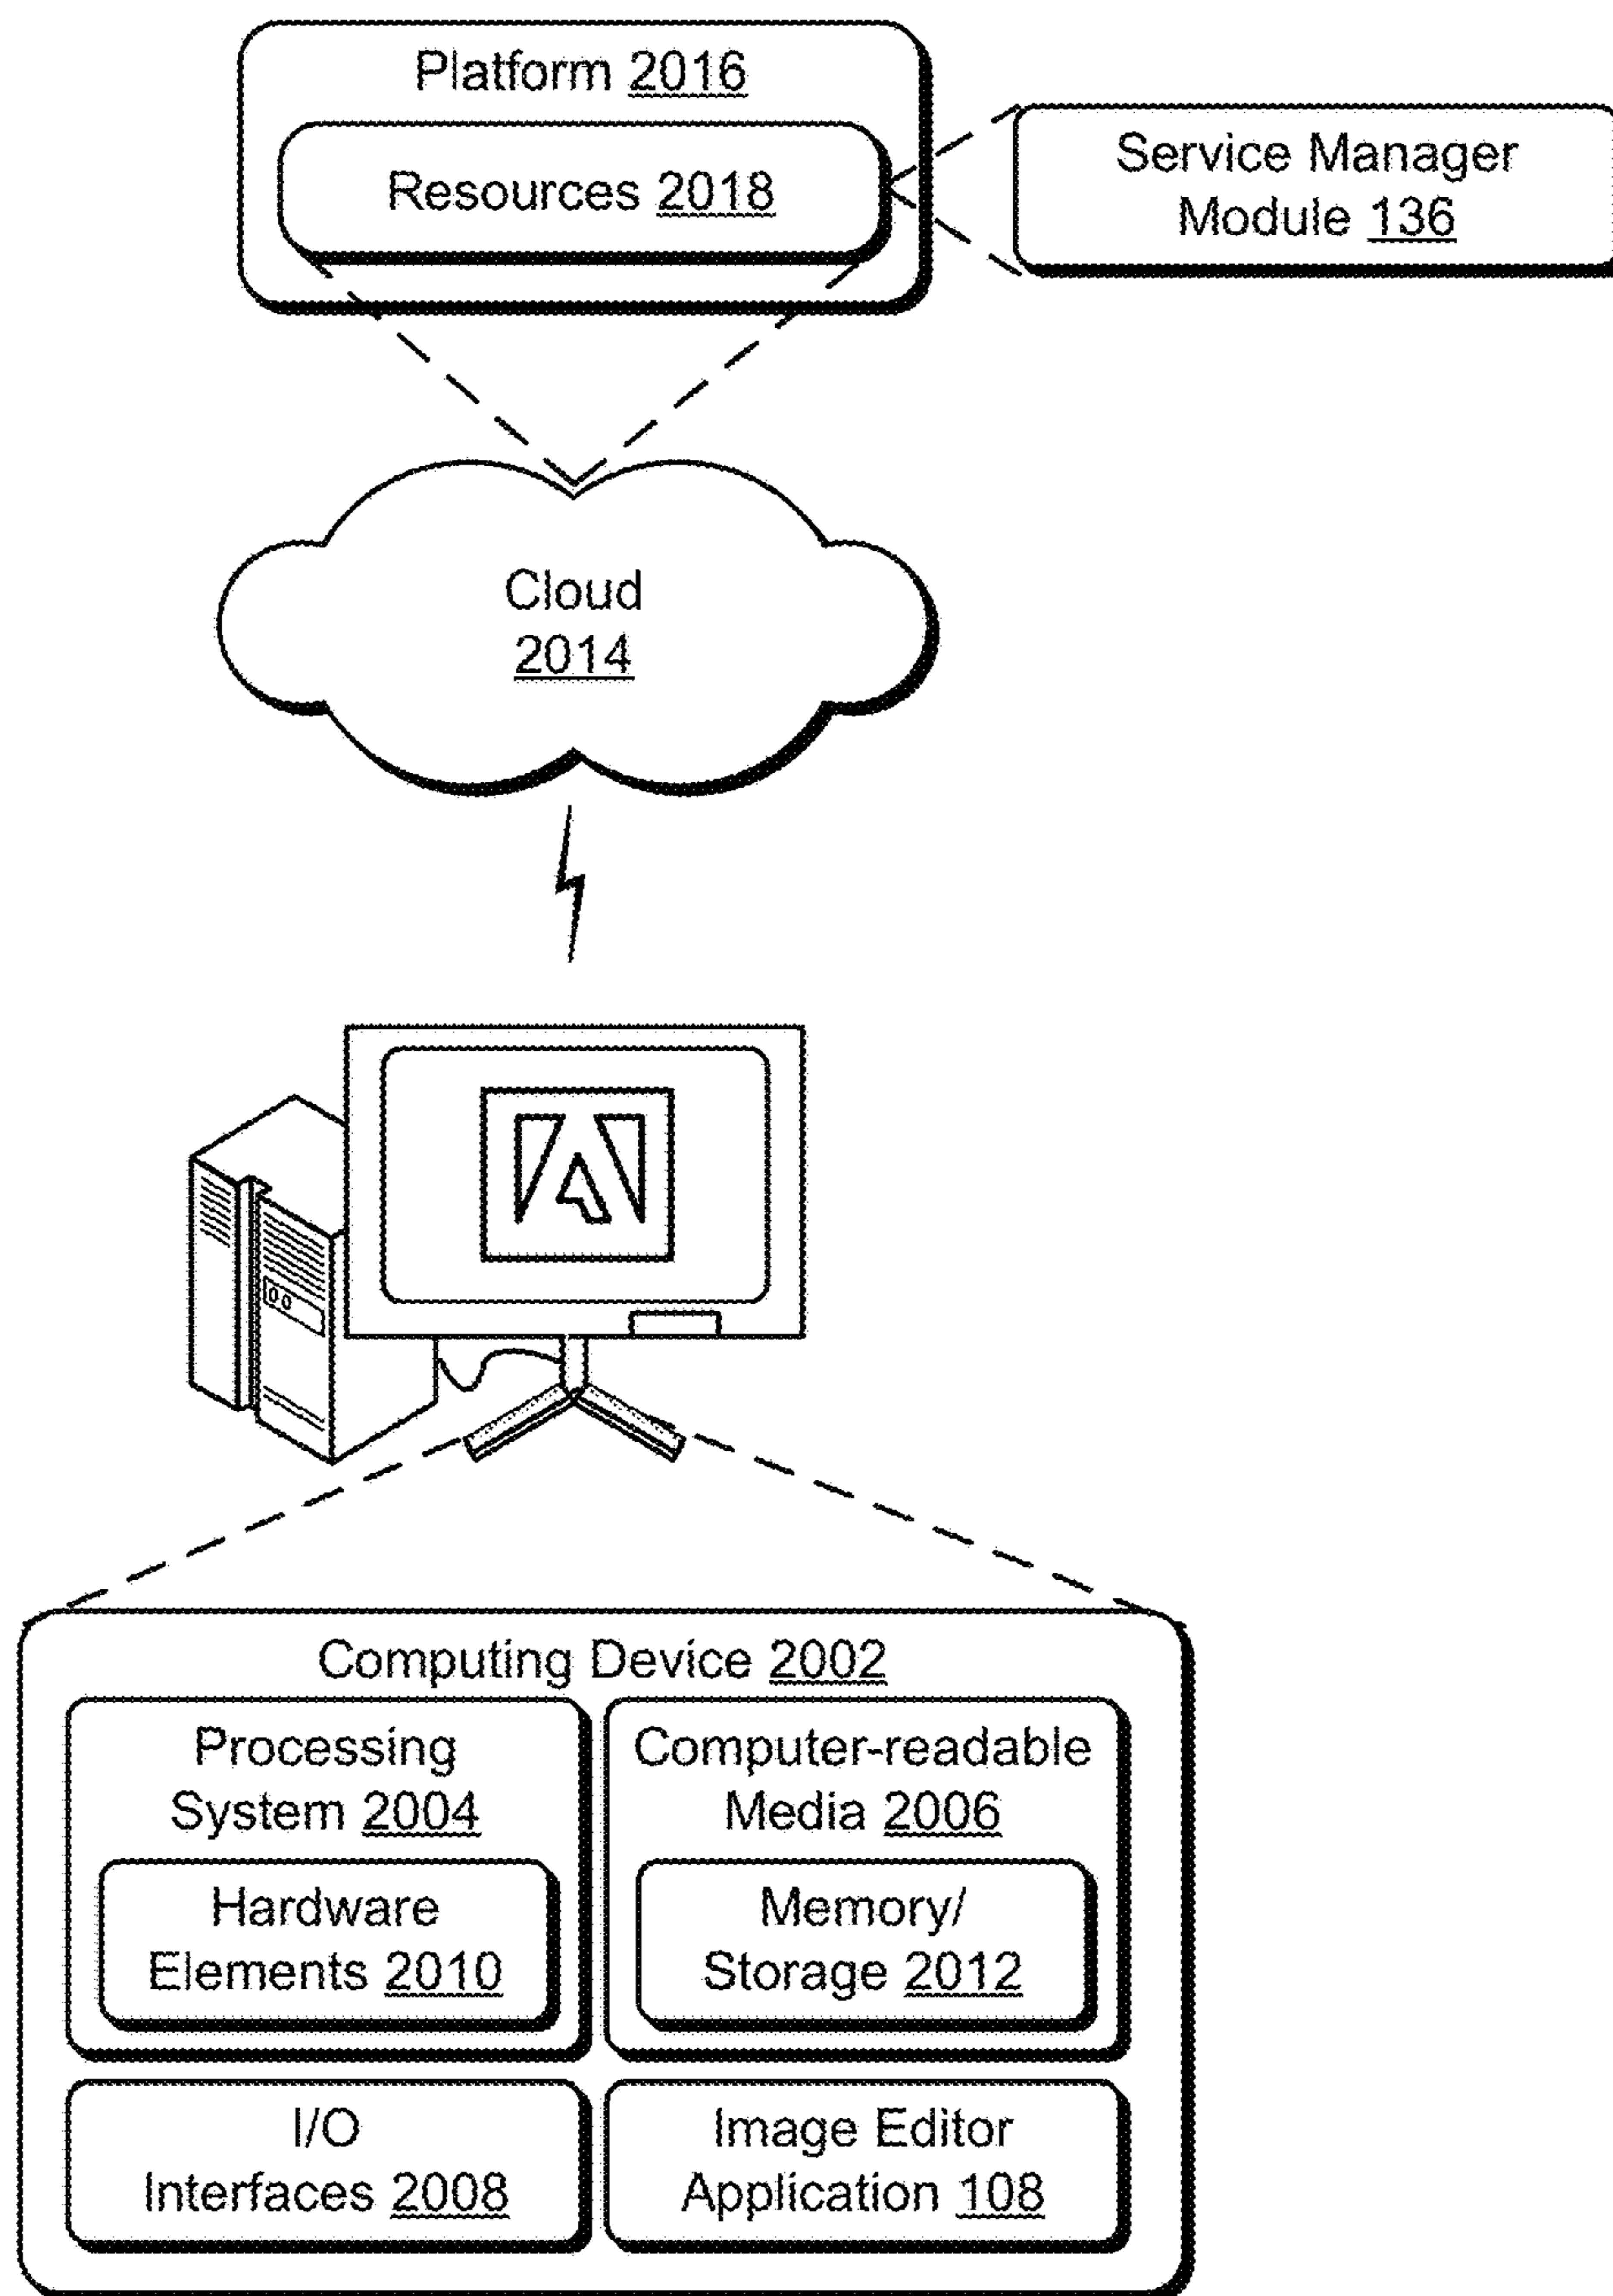 Platform 2016
Resources 2018
Service Manager
Module 136
Cloud
2014
Computing Device 2002
Processing
System 2004
Hardware
Elements 2010
Computer-readable
Media 2006
Memory/
Storage 2012
I/O
Interfaces 2008
Image Editor
Application 108